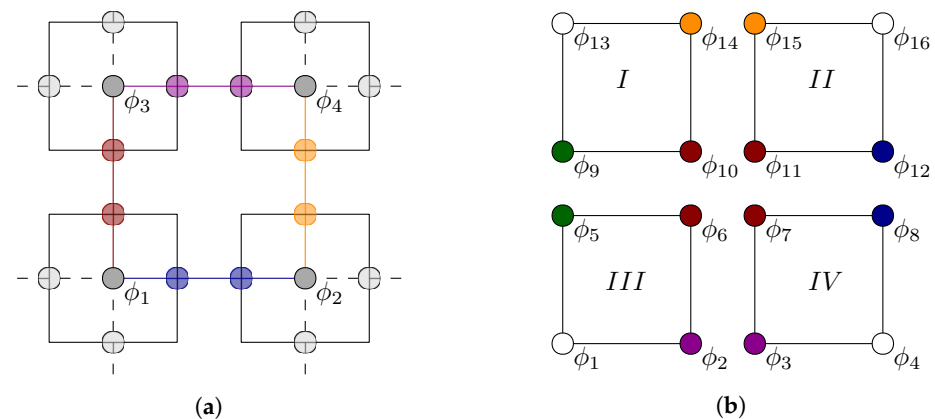 ϕ3 ϕ4
ϕ1 ϕ2
(a)
ϕ13 ϕ14 ϕ15 ϕ16
I II
ϕ9 ϕ10 ϕ11 ϕ12
ϕ5 ϕ6 ϕ7 ϕ8
III IV
ϕ1 ϕ2 ϕ3 ϕ4
(b)